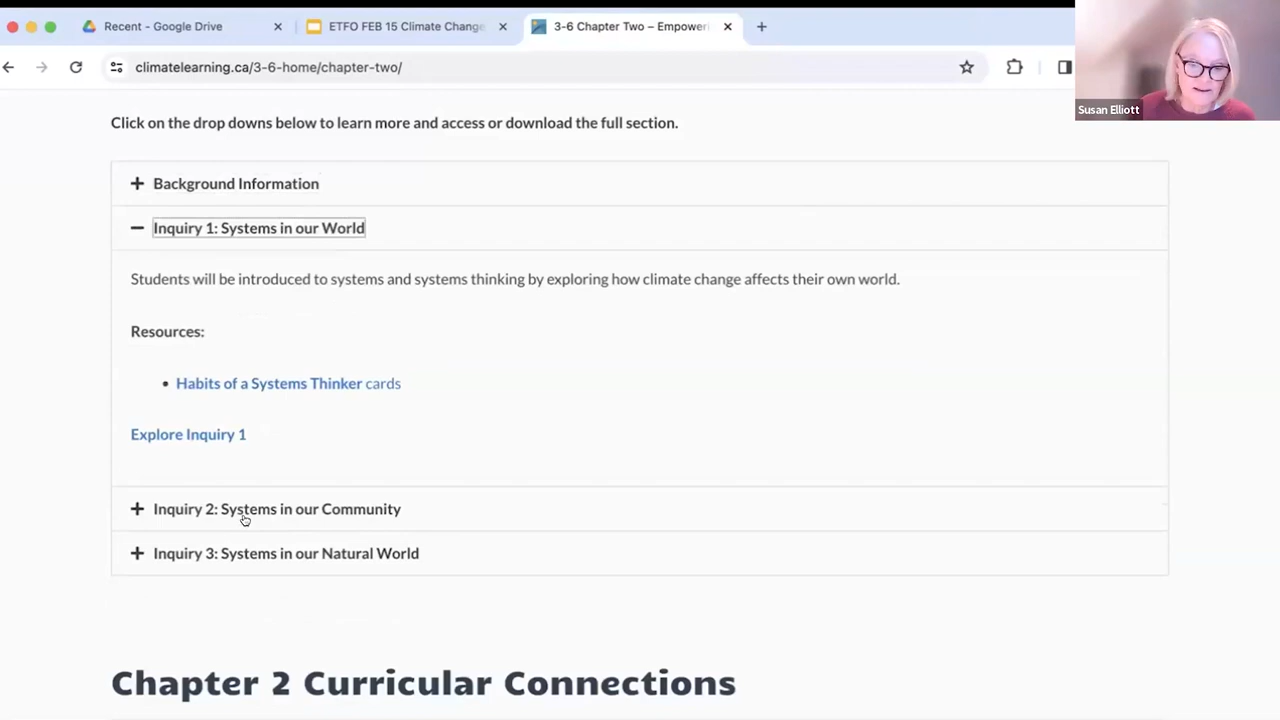 Recent - Google Drive
ETFO FEB 15 Climate Change
3-6 Chapter Two – Empoweri
climatelearning.ca/3-6-home/chapter-two/
Susan Elliott
Click on the drop downs below to learn more and access or download the full section.
+ Background Information
− Inquiry 1: Systems in our World
Students will be introduced to systems and systems thinking by exploring how climate change affects their own world.
Resources:
• Habits of a Systems Thinker cards
Explore Inquiry 1
+ Inquiry 2: Systems in our Community
+ Inquiry 3: Systems in our Natural World
Chapter 2 Curricular Connections